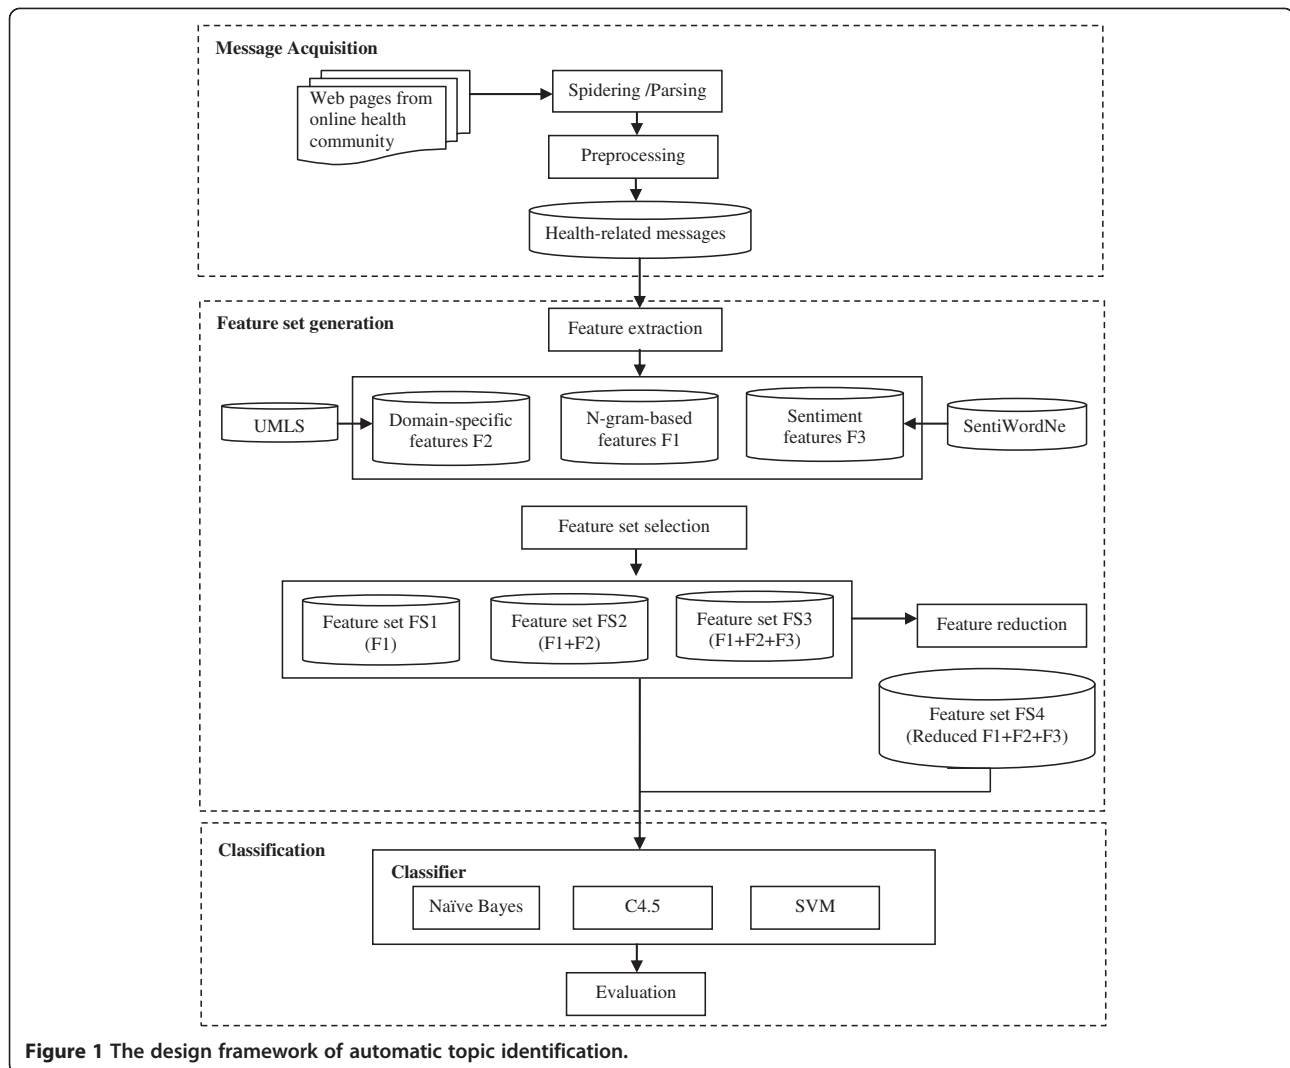 Message Acquisition
Web pages from
online health
community
Spidering /Parsing
Preprocessing
Health-related messages
Feature set generation
Feature extraction
UMLS
Domain-specific
features F2
N-gram-based
features F1
Sentiment
features F3
SentiWordNe
Feature set selection
Feature set FS1
(F1)
Feature set FS2
(F1+F2)
Feature set FS3
(F1+F2+F3)
Feature reduction
Feature set FS4
(Reduced F1+F2+F3)
Classification
Classifier
Naïve Bayes
C4.5
SVM
Evaluation
Figure 1 The design framework of automatic topic identification.